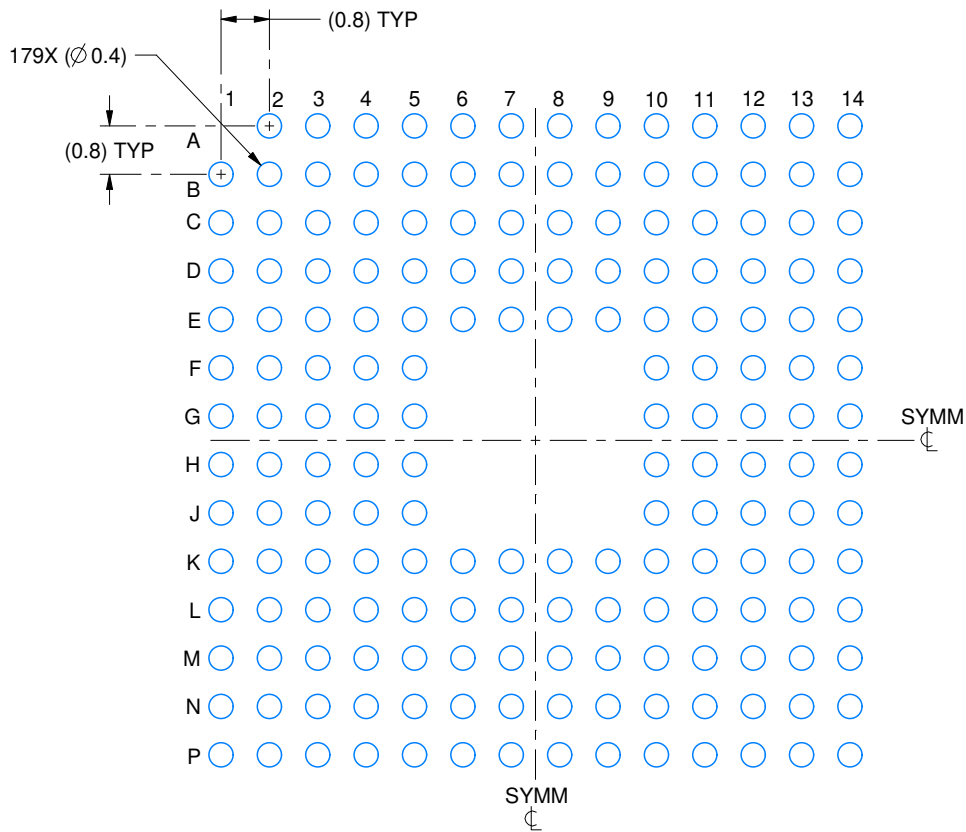 (0.8) TYP
179X (∅ 0.4)
1 2 3 4 5 6 7 8 9 10 11 12 13 14
A
(0.8) TYP
B
C
D
E
F
G
SYMM
℄
H
J
K
L
M
N
P
SYMM
℄